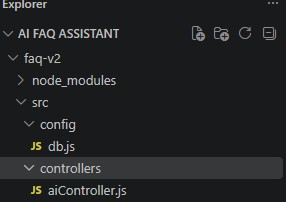 Explorer
AI FAQ ASSISTANT
faq-v2
node_modules
src
config
JS db.js
controllers
JS aiController.js